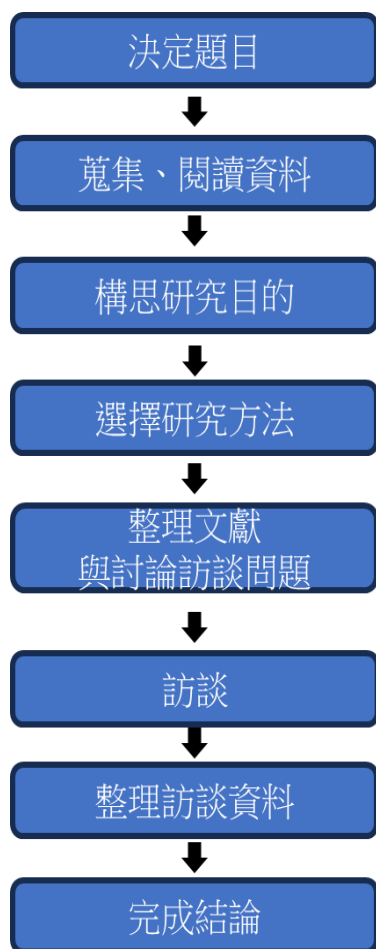 決定題目
蒐集、閱讀資料
構思研究目的
選擇研究方法
整理文獻
與討論訪談問題
訪談
整理訪談資料
完成結論